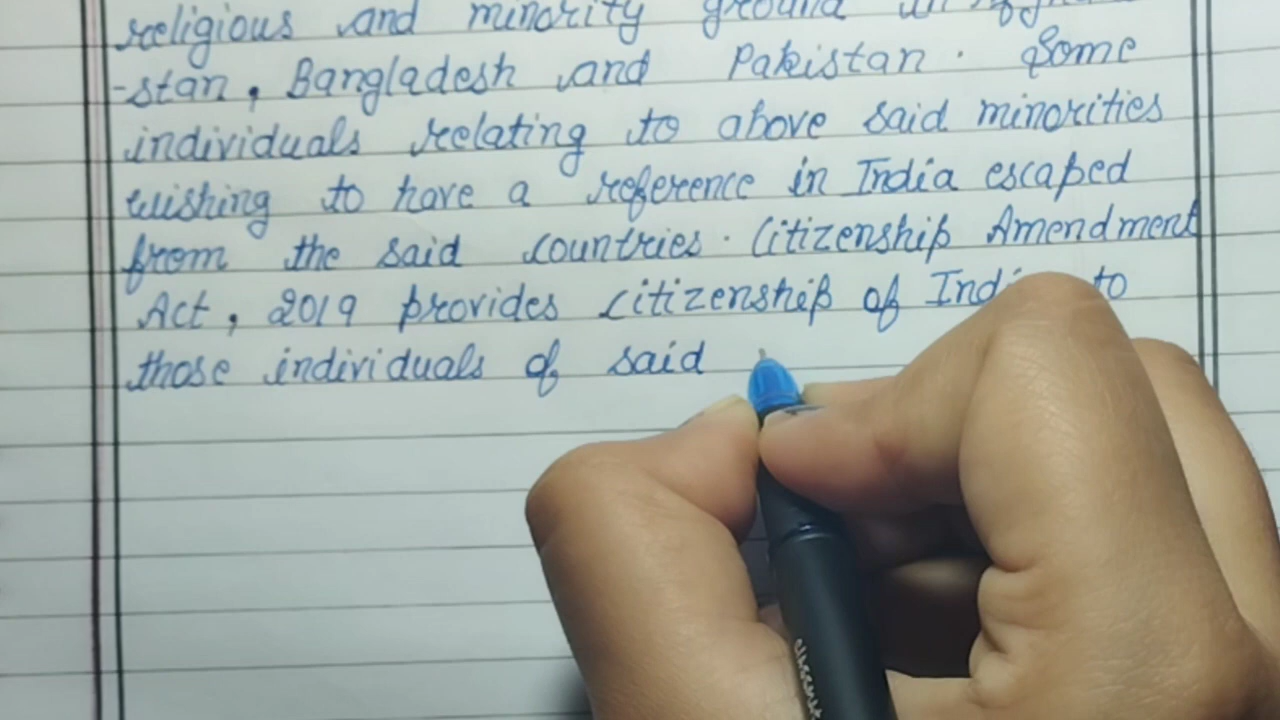 religious and minority ground in
-stan, Bangladesh and Pakistan. Some
individuals relating to above said minorities
wishing to have a reference in India escaped
from the said countries. Citizenship Amendment
Act, 2019 provides citizenship of India to
those individuals of said